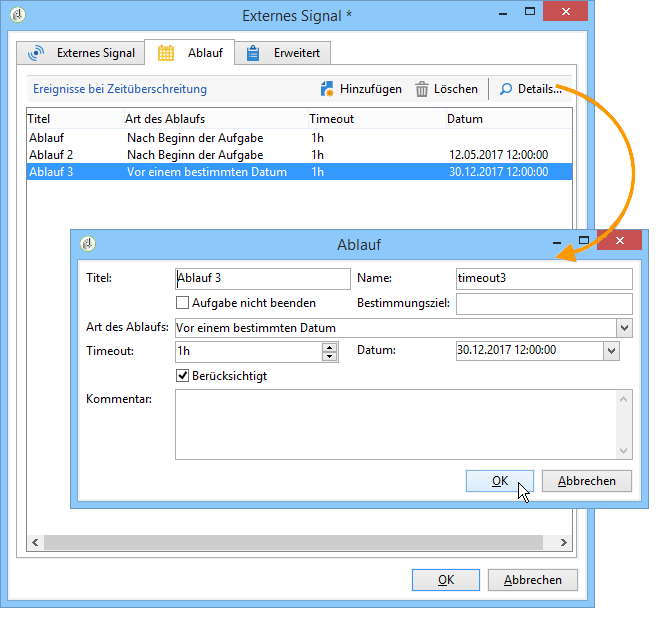 Externes Signal *
Externes Signal Ablauf Erweitert
Ereignisse bei Zeitüberschreitung Hinzufügen Löschen Details...
Titel Art des Ablaufs Timeout Datum
Ablauf Nach Beginn der Aufgabe 1h
Ablauf 2 Nach Beginn der Aufgabe 1h 12.05.2017 12:00:00
Ablauf 3 Vor einem bestimmten Datum 1h 30.12.2017 12:00:00
Ablauf
Titel: Ablauf 3 Name: timeout3
Aufgabe nicht beenden Bestimmungsziel:
Art des Ablaufs: Vor einem bestimmten Datum
Timeout: 1h Datum: 30.12.2017 12:00:00
Berücksichtigt
Kommentar:
OK Abbrechen
OK Abbrechen